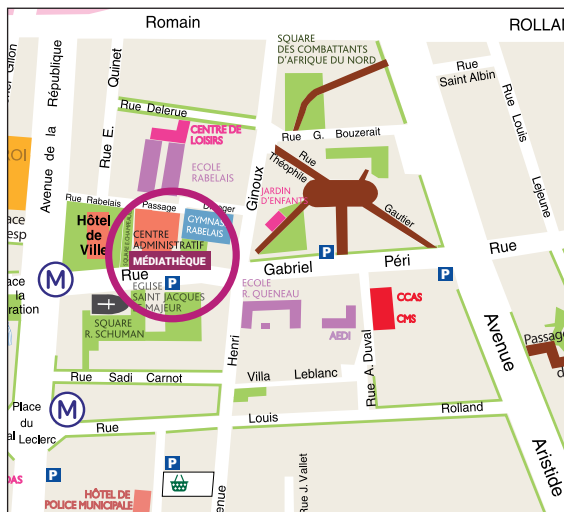 Romain
ROLLAI
SQUARE
DES COMBATTANTS
D'AFRIQUE DU NORD
Rue
Saint Albin
Rue Louis
Lejeune
Avenue de la République
Rue E. Quinet
Rue Delerue
CENTRE DE
LOISIRS
ECOLE
RABELAIS
Rue G. Bouzerait
Rue
Théophile
Gautier
JARDIN
D'ENFANTS
Ginoux
Rue Rabelais
Passage
GYMNASE
RABELAIS
Hôtel
de
Ville
CENTRE
ADMINISTRATIF
MÉDIATHÈQUE
Rue
Gabriel
Péri
Rue
P
P
P
M
EGLISE
SAINT JACQUES
LE MAJEUR
SQUARE
R. SCHUMAN
ECOLE
R. QUENEAU
AEDI
CCAS
CMS
Rue A. Duval
Avenue
Aristide
Passage
Henri
Rue Sadi Carnot
Villa Leblanc
M
Place
du
Leclerc
Rue
Louis
Rolland
P
P
HÔTEL DE
POLICE MUNICIPALE
Rue J. Vallet
enue